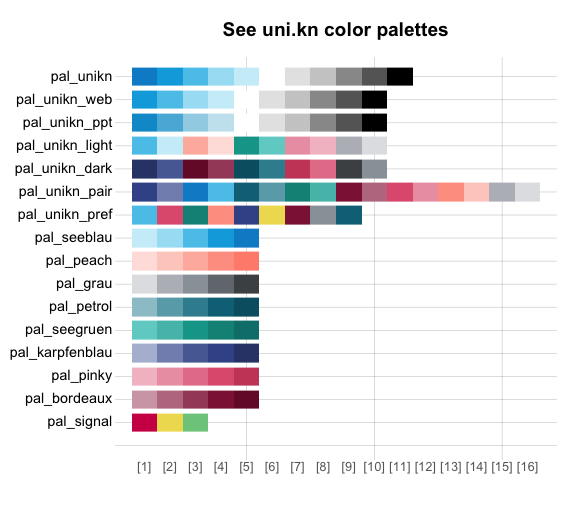 See uni.kn color palettes
pal_unikn
pal_unikn_web
pal_unikn_ppt
pal_unikn_light
pal_unikn_dark
pal_unikn_pair
pal_unikn_pref
pal_seeblau
pal_peach
pal_grau
pal_petrol
pal_seegruen
pal_karpfenblau
pal_pinky
pal_bordeaux
pal_signal
[1] [2] [3] [4] [5] [6] [7] [8] [9] [10] [11] [12] [13] [14] [15] [16]